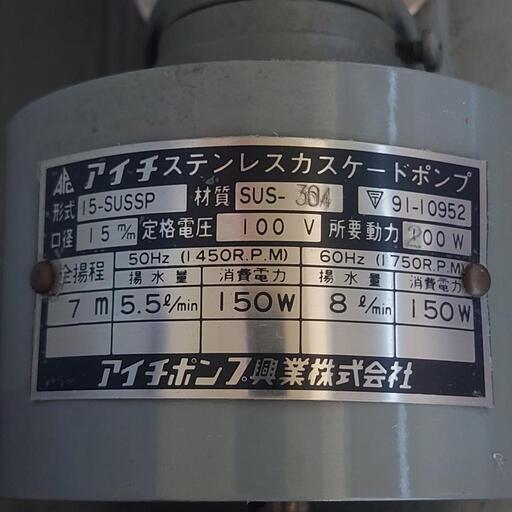 アイチステンレスカスケードポンプ
形式 15-SUSSP 材質 SUS-304 〒 91-10952
口径 15 m/m 定格電圧 100 V 所要動力 200 W
全揚程 50Hz (1450R.P.M) 60Hz (1750R.P.M)
揚水量 消費電力 揚水量 消費電力
7 m 5.5 ℓ/min 150W 8 ℓ/min 150W
アイチポンプ興業株式会社